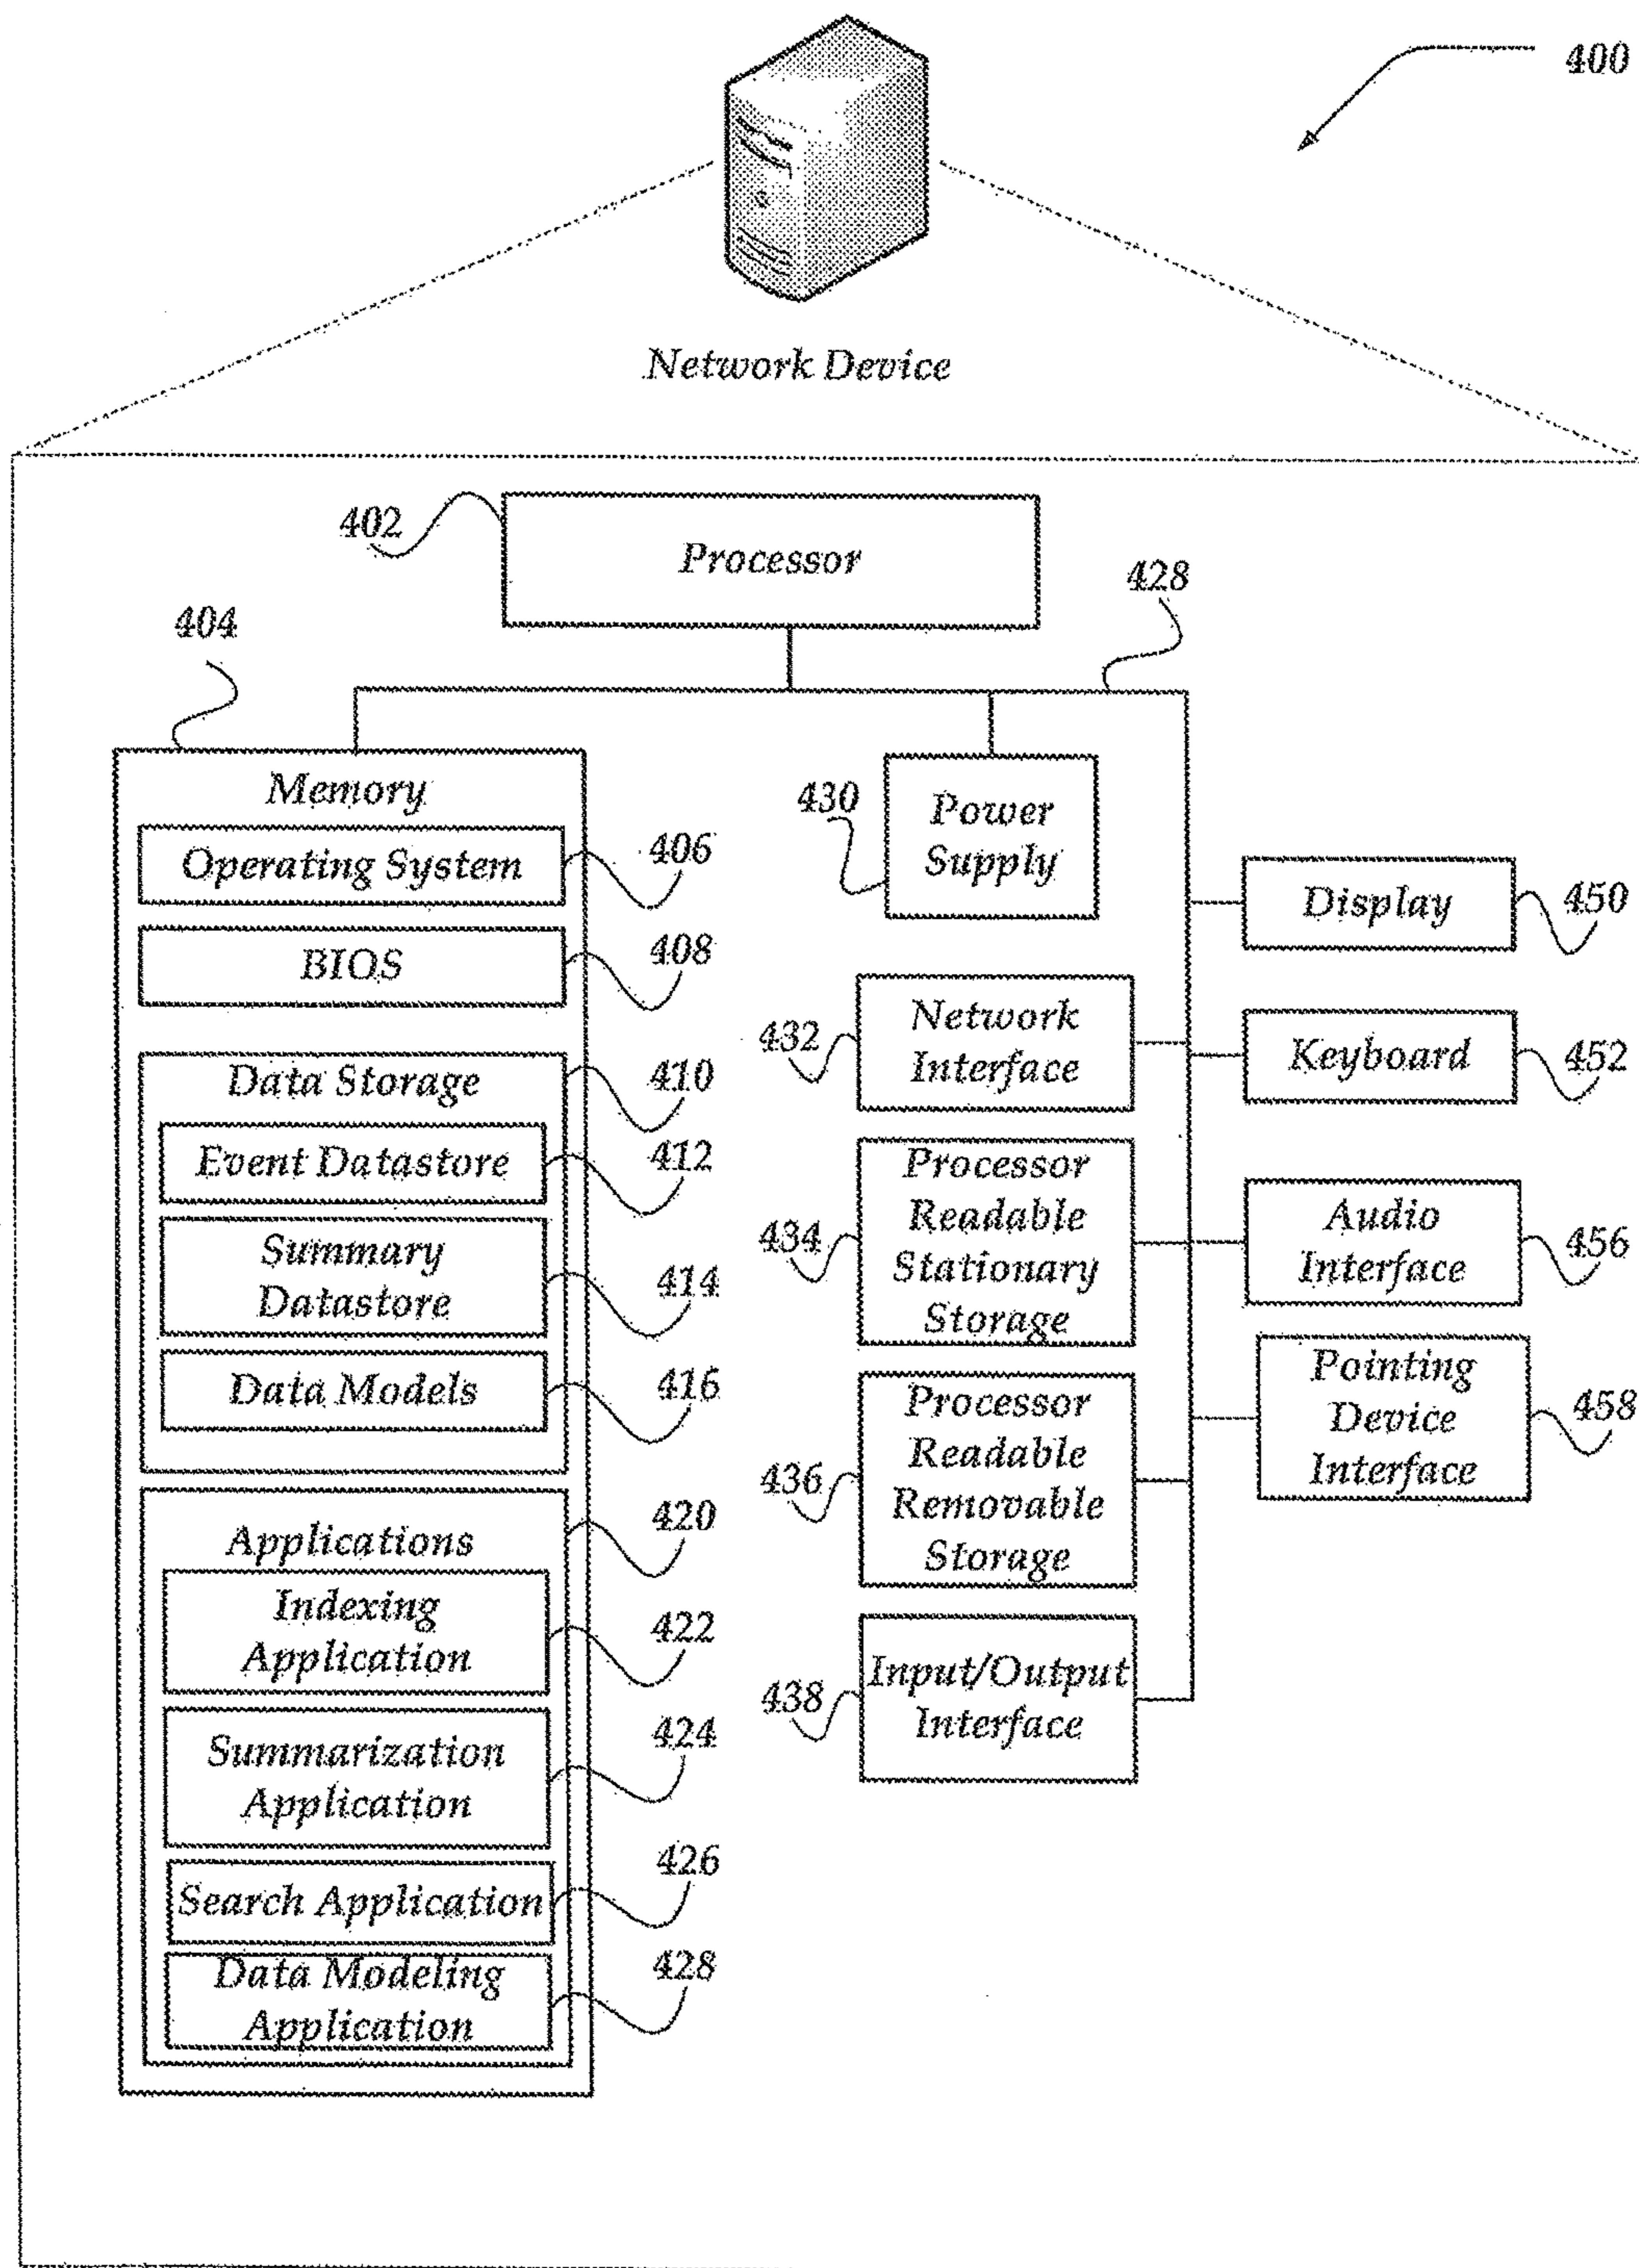 400
Network Device
402
Processor
428
404
Memory
Operating System
406
BIOS
408
Data Storage
410
Event Datastore
412
Summary
Datastore
414
Data Models
416
Applications
420
Indexing
Application
422
Summarization
Application
424
Search Application
426
Data Modeling
Application
428
430
Power
Supply
432
Network
Interface
434
Processor
Readable
Stationary
Storage
436
Processor
Readable
Removable
Storage
438
Input/Output
Interface
Display
450
Keyboard
452
Audio
Interface
456
Pointing
Device
Interface
458